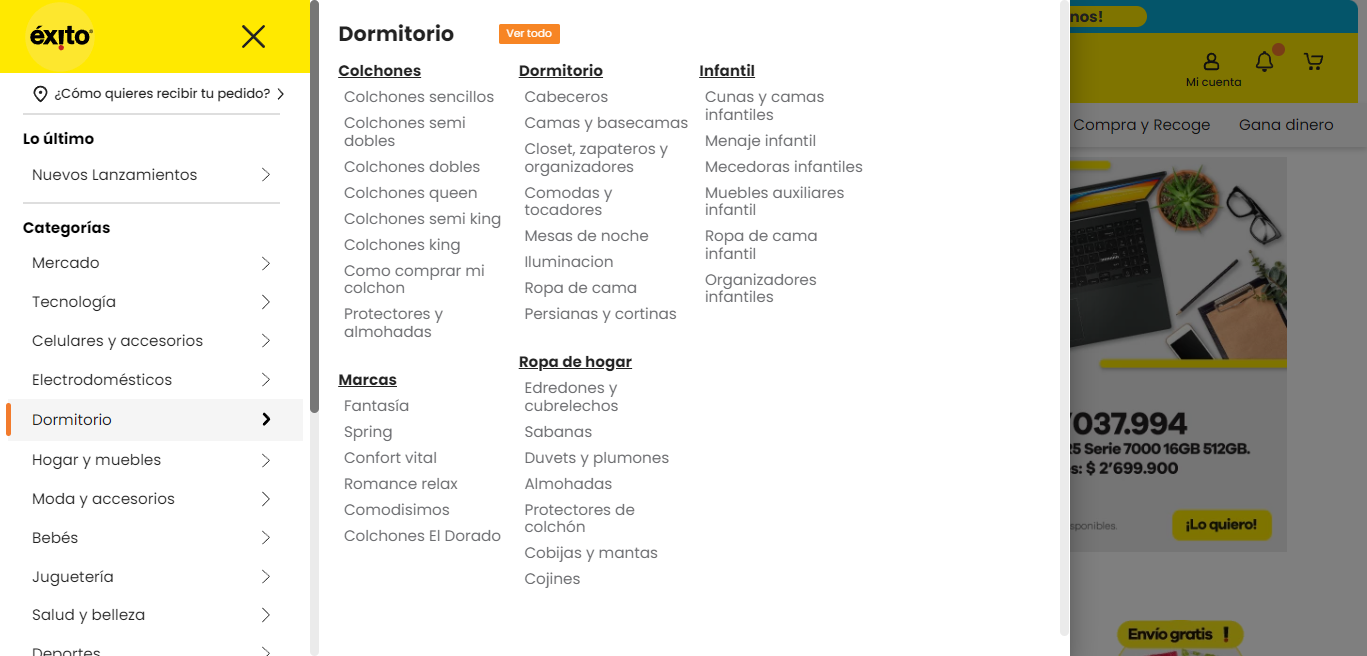 éxito
¿Cómo quieres recibir tu pedido?
Lo último
Nuevos Lanzamientos
Categorías
Mercado
Tecnología
Celulares y accesorios
Electrodomésticos
Dormitorio
Hogar y muebles
Moda y accesorios
Bebés
Juguetería
Salud y belleza
Deportes
Dormitorio
Ver todo
Colchones
Colchones sencillos
Colchones semi
dobles
Colchones dobles
Colchones queen
Colchones semi king
Colchones king
Como comprar mi
colchon
Protectores y
almohadas
Marcas
Fantasía
Spring
Confort vital
Romance relax
Comodisimos
Colchones El Dorado
Dormitorio
Cabeceros
Camas y basecamas
Closet, zapateros y
organizadores
Comodas y
tocadores
Mesas de noche
Iluminacion
Ropa de cama
Persianas y cortinas
Ropa de hogar
Edredones y
cubrelechos
Sabanas
Duvets y plumones
Almohadas
Protectores de
colchón
Cobijas y mantas
Cojines
Infantil
Cunas y camas
infantiles
Menaje infantil
Mecedoras infantiles
Muebles auxiliares
infantil
Ropa de cama
infantil
Organizadores
infantiles
nos!
Mi cuenta
Compra y Recoge
Gana dinero
037.994
25 Serie 7000 16GB 512GB.
s: $ 2'699.900
sponibles.
¡Lo quiero!
Envío gratis !